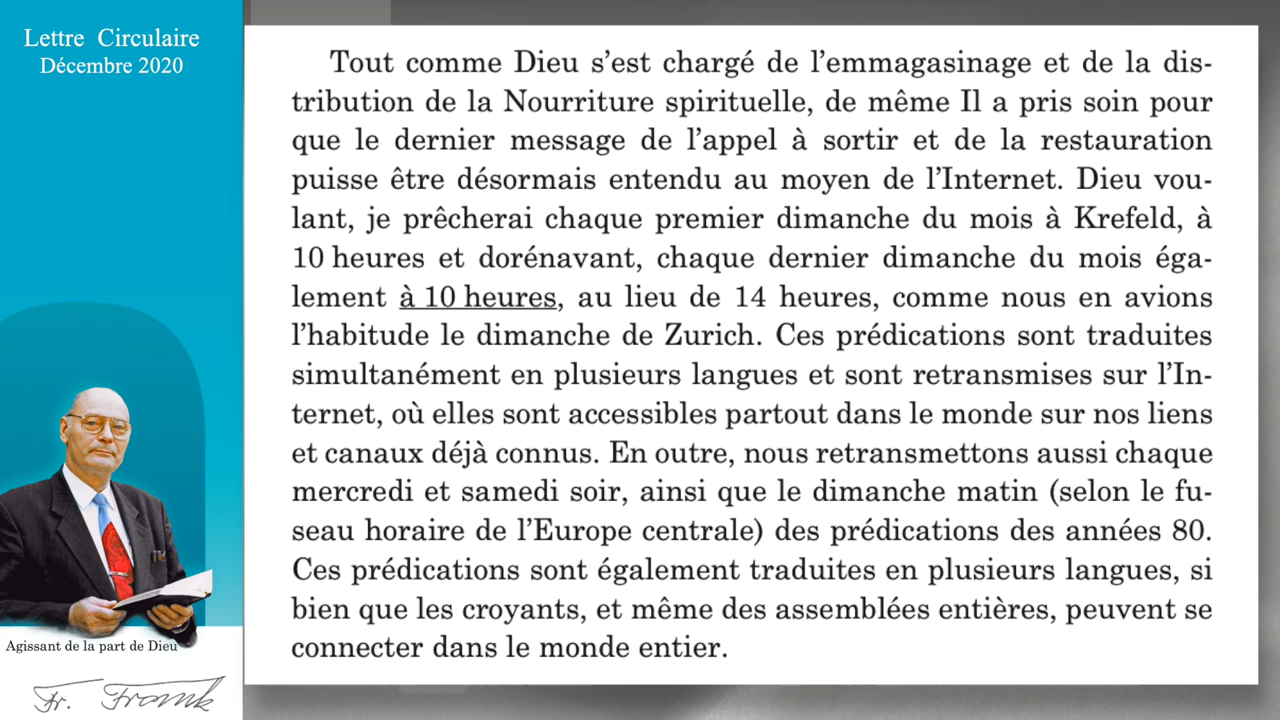 Lettre Circulaire
Décembre 2020
Tout comme Dieu s’est chargé de l’emmagasinage et de la dis-
tribution de la Nourriture spirituelle, de même Il a pris soin pour
que le dernier message de l’appel à sortir et de la restauration
puisse être désormais entendu au moyen de l’Internet. Dieu vou-
lant, je prêcherai chaque premier dimanche du mois à Krefeld, à
10 heures et dorénavant, chaque dernier dimanche du mois éga-
lement à 10 heures, au lieu de 14 heures, comme nous en avions
l’habitude le dimanche de Zurich. Ces prédications sont traduites
simultanément en plusieurs langues et sont retransmises sur l’In-
ternet, où elles sont accessibles partout dans le monde sur nos liens
et canaux déjà connus. En outre, nous retransmettons aussi chaque
mercredi et samedi soir, ainsi que le dimanche matin (selon le fu-
seau horaire de l’Europe centrale) des prédications des années 80.
Ces prédications sont également traduites en plusieurs langues, si
bien que les croyants, et même des assemblées entières, peuvent se
connecter dans le monde entier.
Agissant de la part de Dieu
Fr. Frank